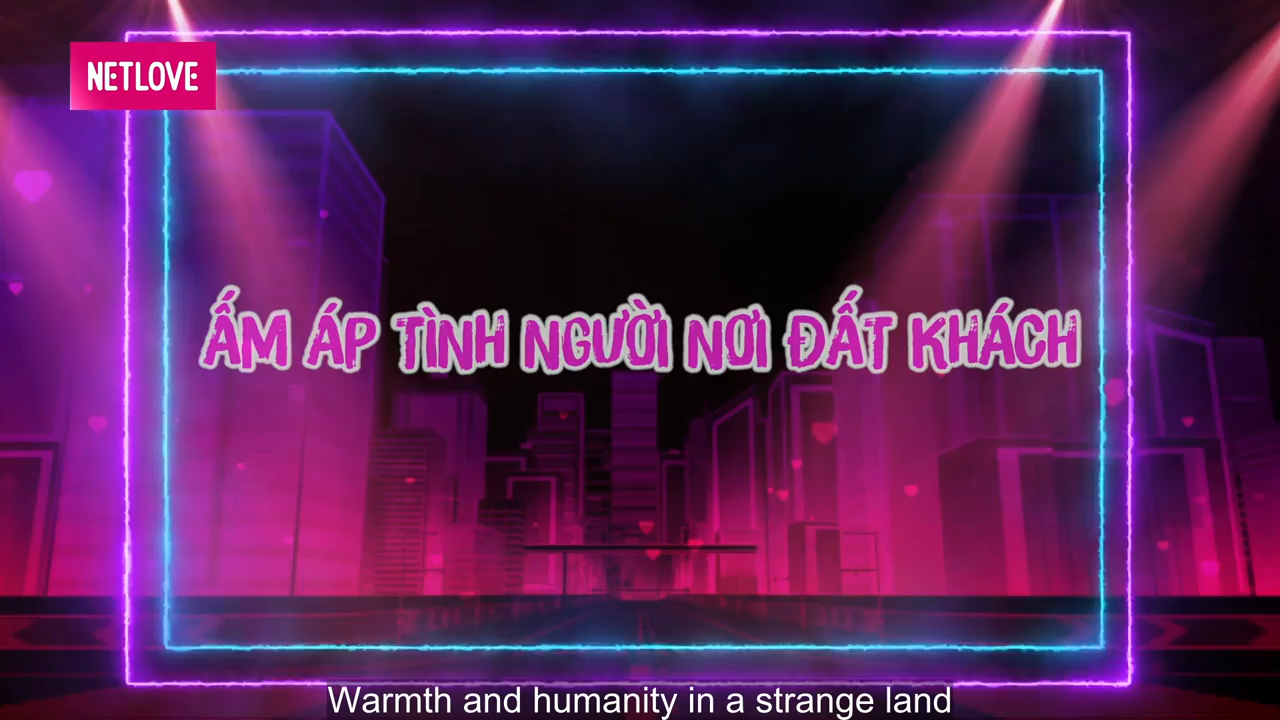 NETLOVE
ẤM ÁP TÌNH NGƯỜI NƠI ĐẤT KHÁCH
Warmth and humanity in a strange land